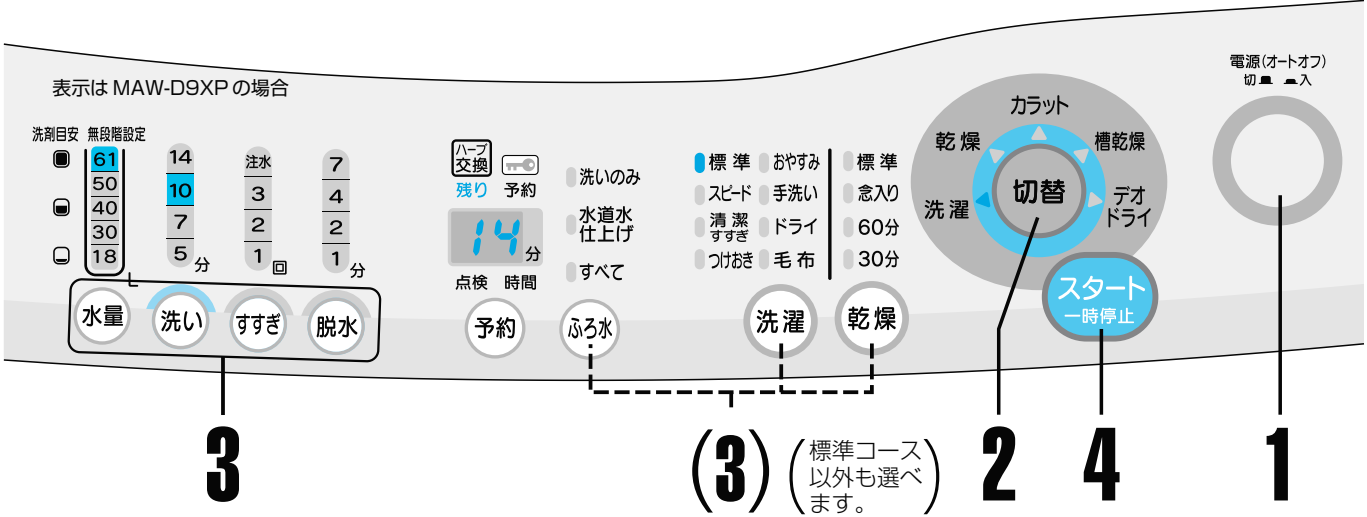 表示は MAW-D9XP の場合
洗剤目安 無段階設定
61
50
40
30
18
14
10
7
5 分
注水
3
2
1 回
7
4
2
1 分
水量
洗い
すすぎ
脱水
3
ハーブ
交換
残り 予約
14 分
点検 時間
予約
洗いのみ
水道水
仕上げ
すべて
ふろ水
標準 おやすみ
スピード 手洗い
清潔
すすぎ
ドライ
つけおき 毛布
洗濯
標準
念入り
60分
30分
乾燥
(3)
(標準コース
以外も選べ
ます。)
カラット
乾燥
槽乾燥
洗濯
デオ
ドライ
切替
2
スタート
一時停止
4
電源(オートオフ)
切 入
1